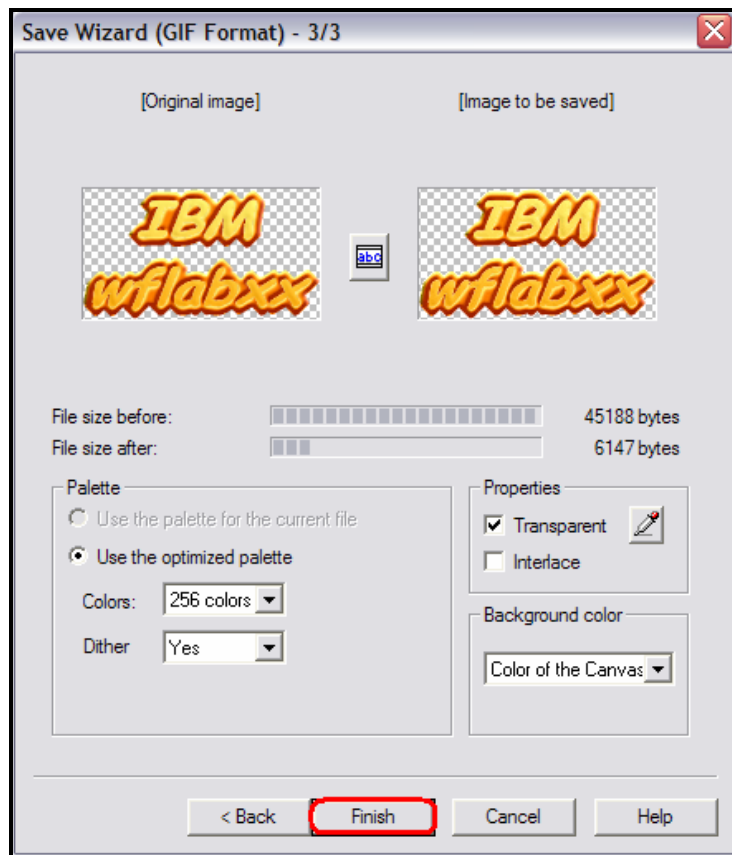 Save Wizard (GIF Format) - 3/3
[Original image] [Image to be saved]
IBM IBM
abc
wflabxx wflabxx
File size before: 45188 bytes
File size after: 6147 bytes
Palette Properties
Use the palette for the current file
Transparent
Use the optimized palette
Interlace
Colors: 256 colors
Background color
Dither Yes
Color of the Canvas
< Back Finish Cancel Help